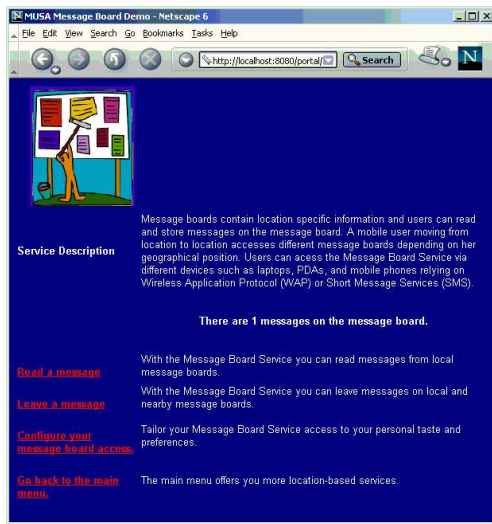 MUSA Message Board Demo - Netscape 6
File Edit View Search Go Bookmarks Tasks Help
http://localhost:8080/portal/ Search N
Message boards contain location specific information and users can read
and store messages on the message board. A mobile user moving from
Service Description location to location accesses different message boards depending on her
geographical position. Users can acess the Message Board Service via
different devices such as laptops, PDAs, and mobile phones relying on
Wireless Application Protocol (WAP) or Short Message Services (SMS).
There are 1 messages on the message board.
With the Message Board Service you can read messages from local
Read a message message boards.
With the Message Board Service you can leave messages on local and
Leave a message nearby message boards.
Configure your Tailor your Message Board Service access to your personal taste and
message board access. preferences.
Go back to the main The main menu offers you more location-based services.
menu.